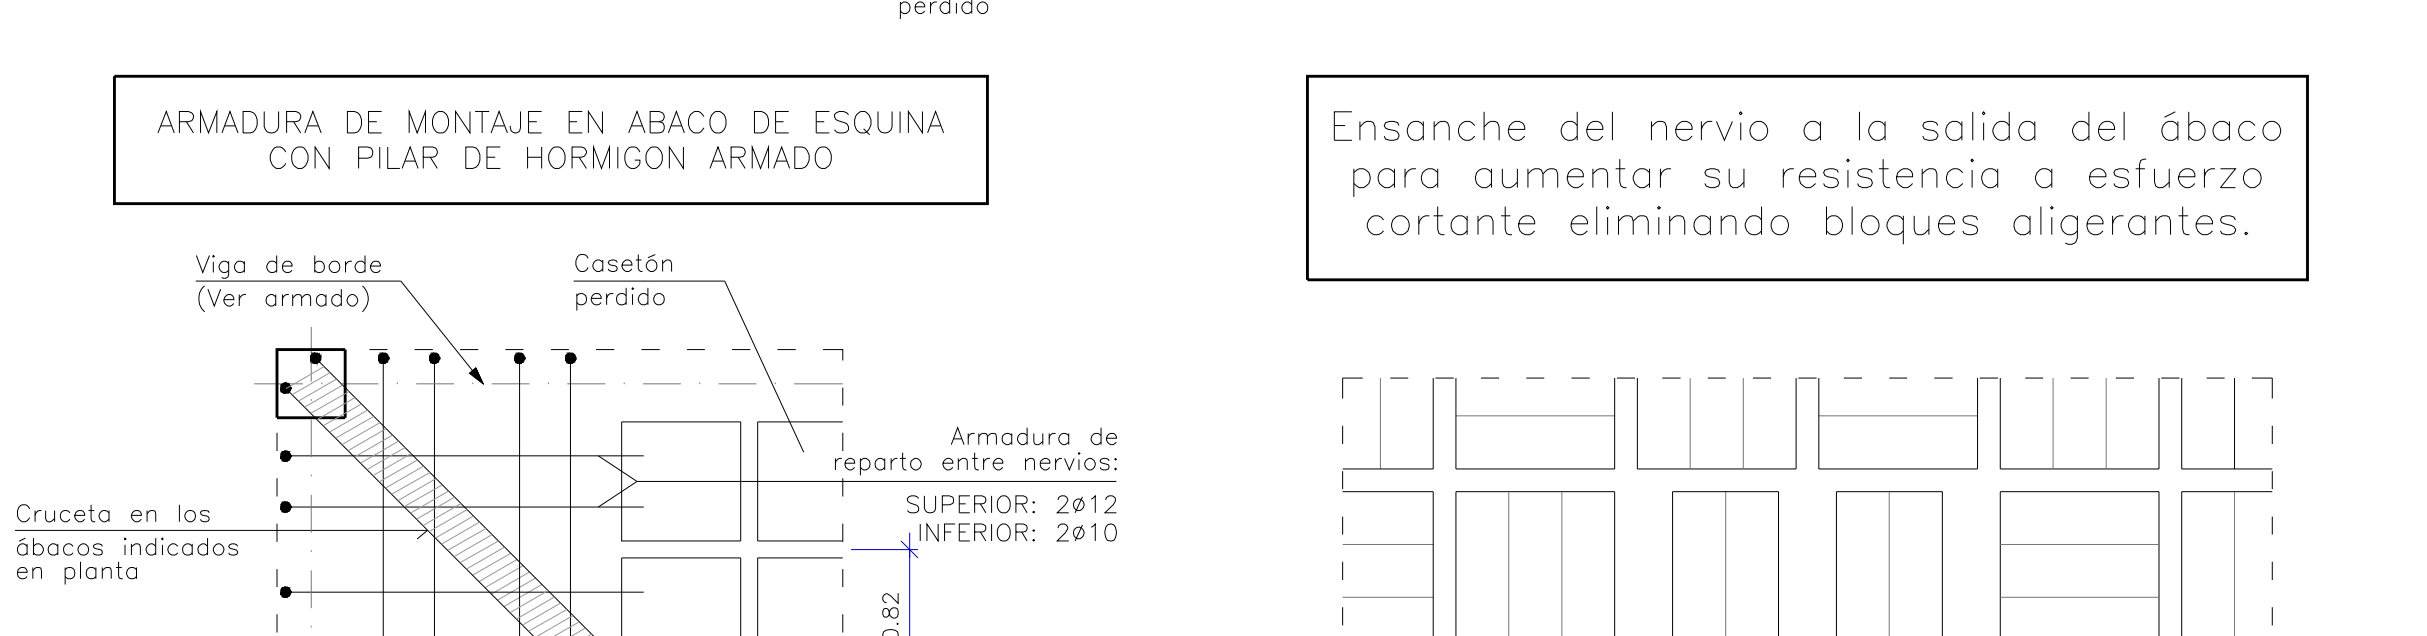 perdido
ARMADURA DE MONTAJE EN ABACO DE ESQUINA
CON PILAR DE HORMIGON ARMADO
Ensanche del nervio a la salida del ábaco
para aumentar su resistencia a esfuerzo
cortante eliminando bloques aligerantes.
Viga de borde
(Ver armado)
Casetón
perdido
Armadura de
reparto entre nervios:
SUPERIOR: 2ø12
INFERIOR: 2ø10
Cruceta en los
ábacos indicados
en planta
0.82